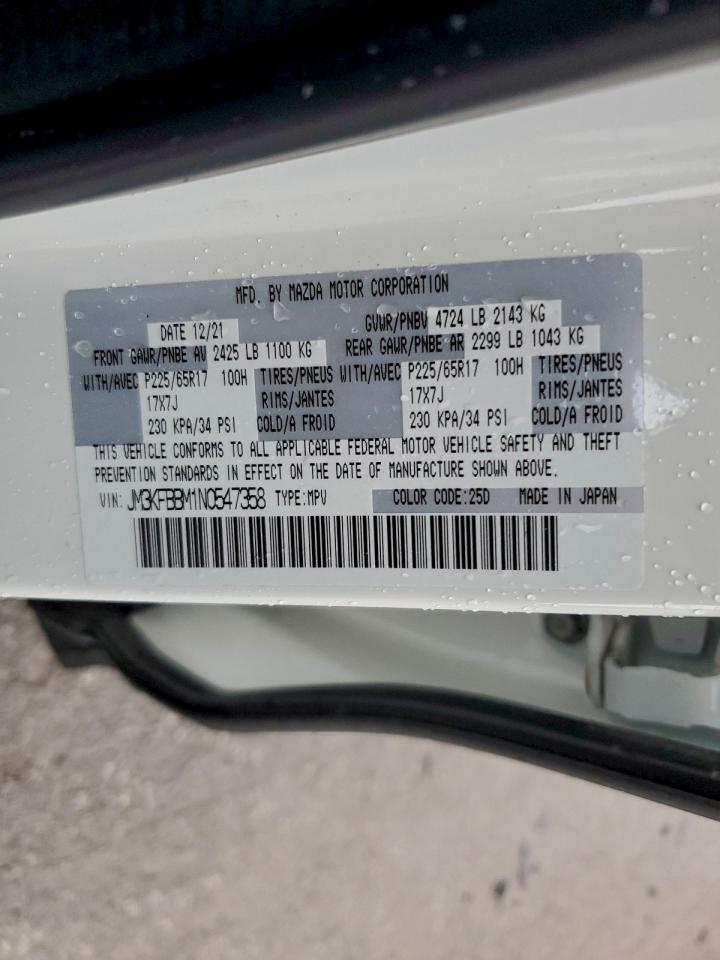 MFD. BY MAZDA MOTOR CORPORATION
DATE 12/21 GVWR/PNBV 4724 LB 2143 KG
FRONT GAWR/PNBE AV 2425 LB 1100 KG REAR GAWR/PNBE AR 2299 LB 1043 KG
WITH/AVEC P225/65R17 100H TIRES/PNEUS WITH/AVEC P225/65R17 100H TIRES/PNEUS
17X7J RIMS/JANTES 17X7J RIMS/JANTES
230 KPA/34 PSI COLD/A FROID 230 KPA/34 PSI COLD/A FROID
THIS VEHICLE CONFORMS TO ALL APPLICABLE FEDERAL MOTOR VEHICLE SAFETY AND THEFT
PREVENTION STANDARDS IN EFFECT ON THE DATE OF MANUFACTURE SHOWN ABOVE.
VIN: JM3KFBBM1N0547358 TYPE:MPV COLOR CODE:25D MADE IN JAPAN